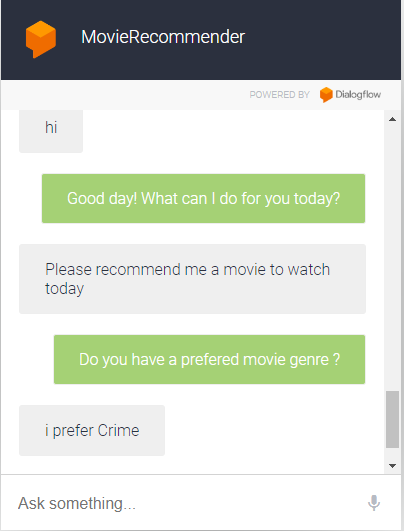 MovieRecommender
POWERED BY Dialogflow
hi
Good day! What can I do for you today?
Please recommend me a movie to watch
today
Do you have a prefered movie genre ?
i prefer Crime
Ask something...